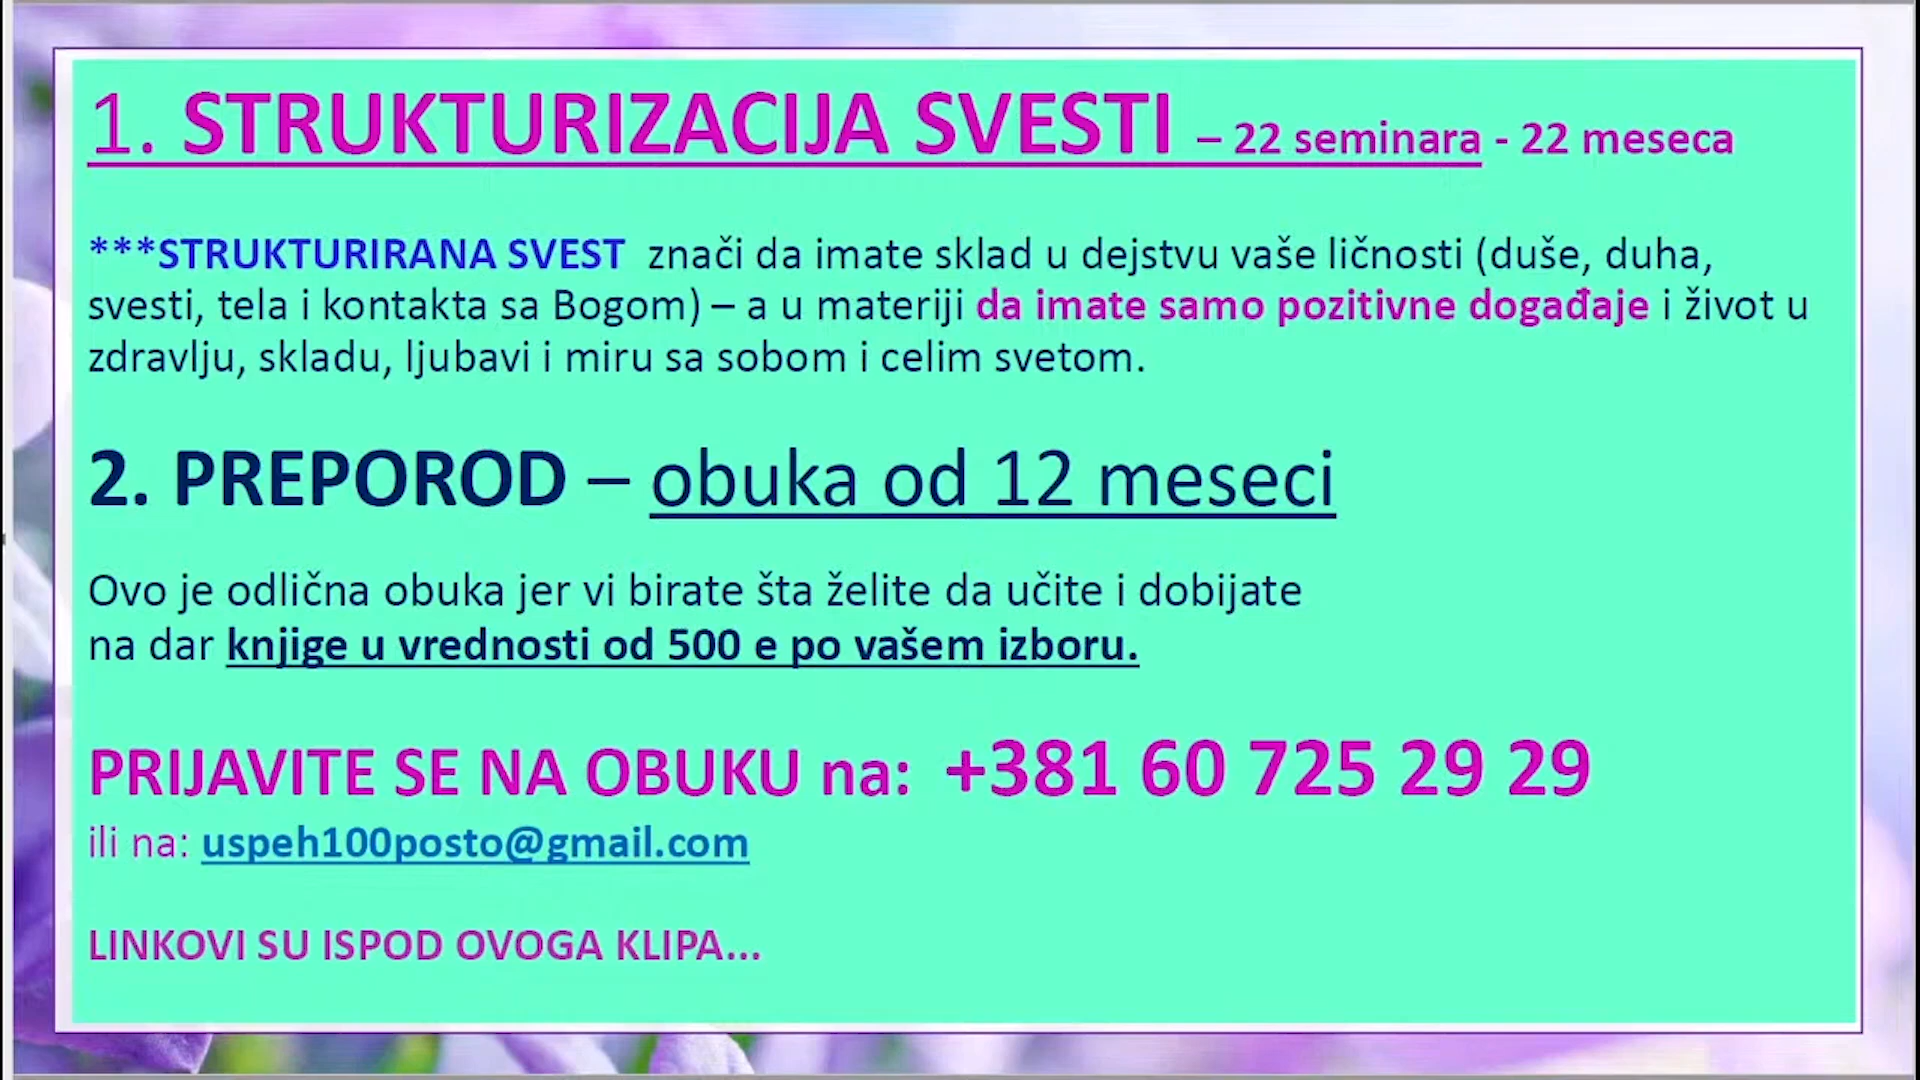 1. STRUKTURIZACIJA SVESTI – 22 seminara - 22 meseca
***STRUKTURIRANA SVEST znači da imate sklad u dejstvu vaše ličnosti (duše, duha,
svesti, tela i kontakta sa Bogom) – a u materiji da imate samo pozitivne događaje i život u
zdravlju, skladu, ljubavi i miru sa sobom i celim svetom.
2. PREPOROD – obuka od 12 meseci
Ovo je odlična obuka jer vi birate šta želite da učite i dobijate
na dar knjige u vrednosti od 500 e po vašem izboru.
PRIJAVITE SE NA OBUKU na: +381 60 725 29 29
ili na: uspeh100posto@gmail.com
LINKOVI SU ISPOD OVOGA KLIPA...